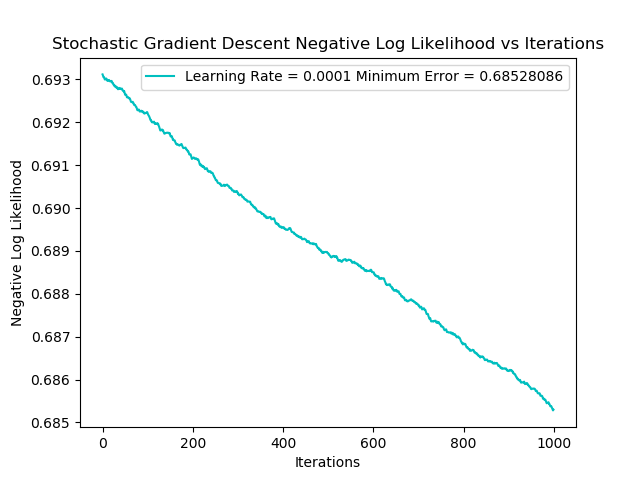 Stochastic Gradient Descent Negative Log Likelihood vs Iterations
Learning Rate = 0.0001 Minimum Error = 0.68528086
0.693
0.692
0.691
0.690
0.689
0.688
0.687
0.686
0.685
Negative Log Likelihood
0 200 400 600 800 1000
Iterations